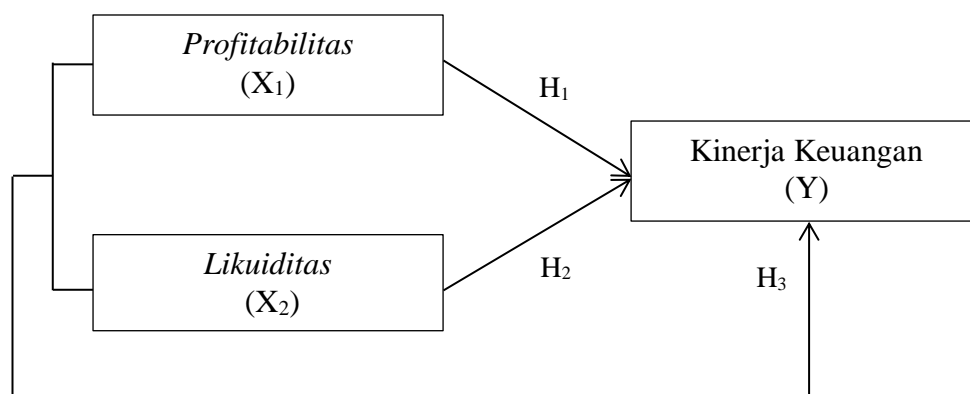 Profitabilitas
(X₁)
H₁
Kinerja Keuangan
(Y)
Likuiditas
(X₂)
H₂
H₃